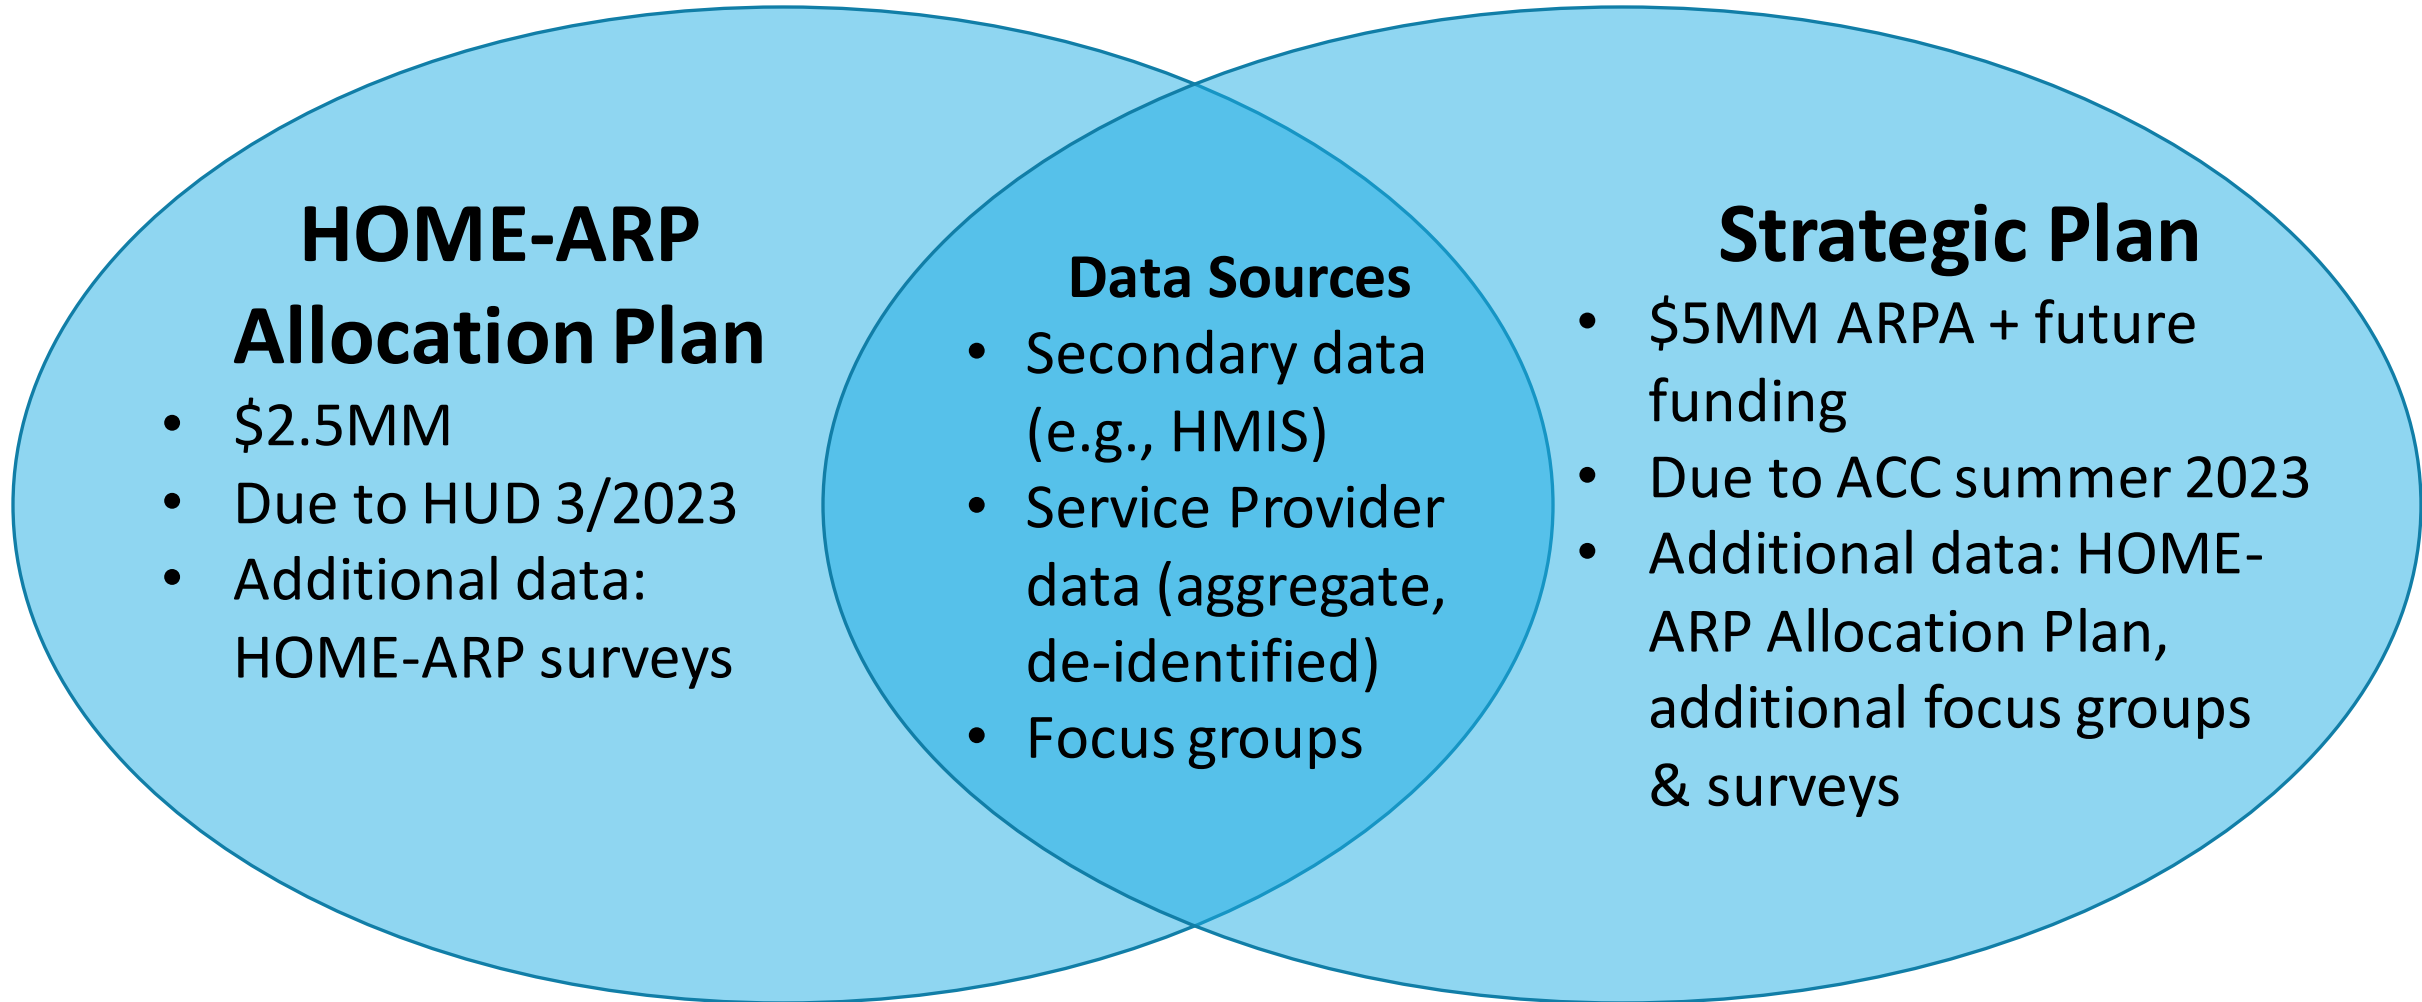 HOME-ARP
Allocation Plan
• $2.5MM
• Due to HUD 3/2023
• Additional data:
HOME-ARP surveys
Data Sources
• Secondary data
(e.g., HMIS)
• Service Provider
data (aggregate,
de-identified)
• Focus groups
Strategic Plan
• $5MM ARPA + future
funding
• Due to ACC summer 2023
• Additional data: HOME-
ARP Allocation Plan,
additional focus groups
& surveys